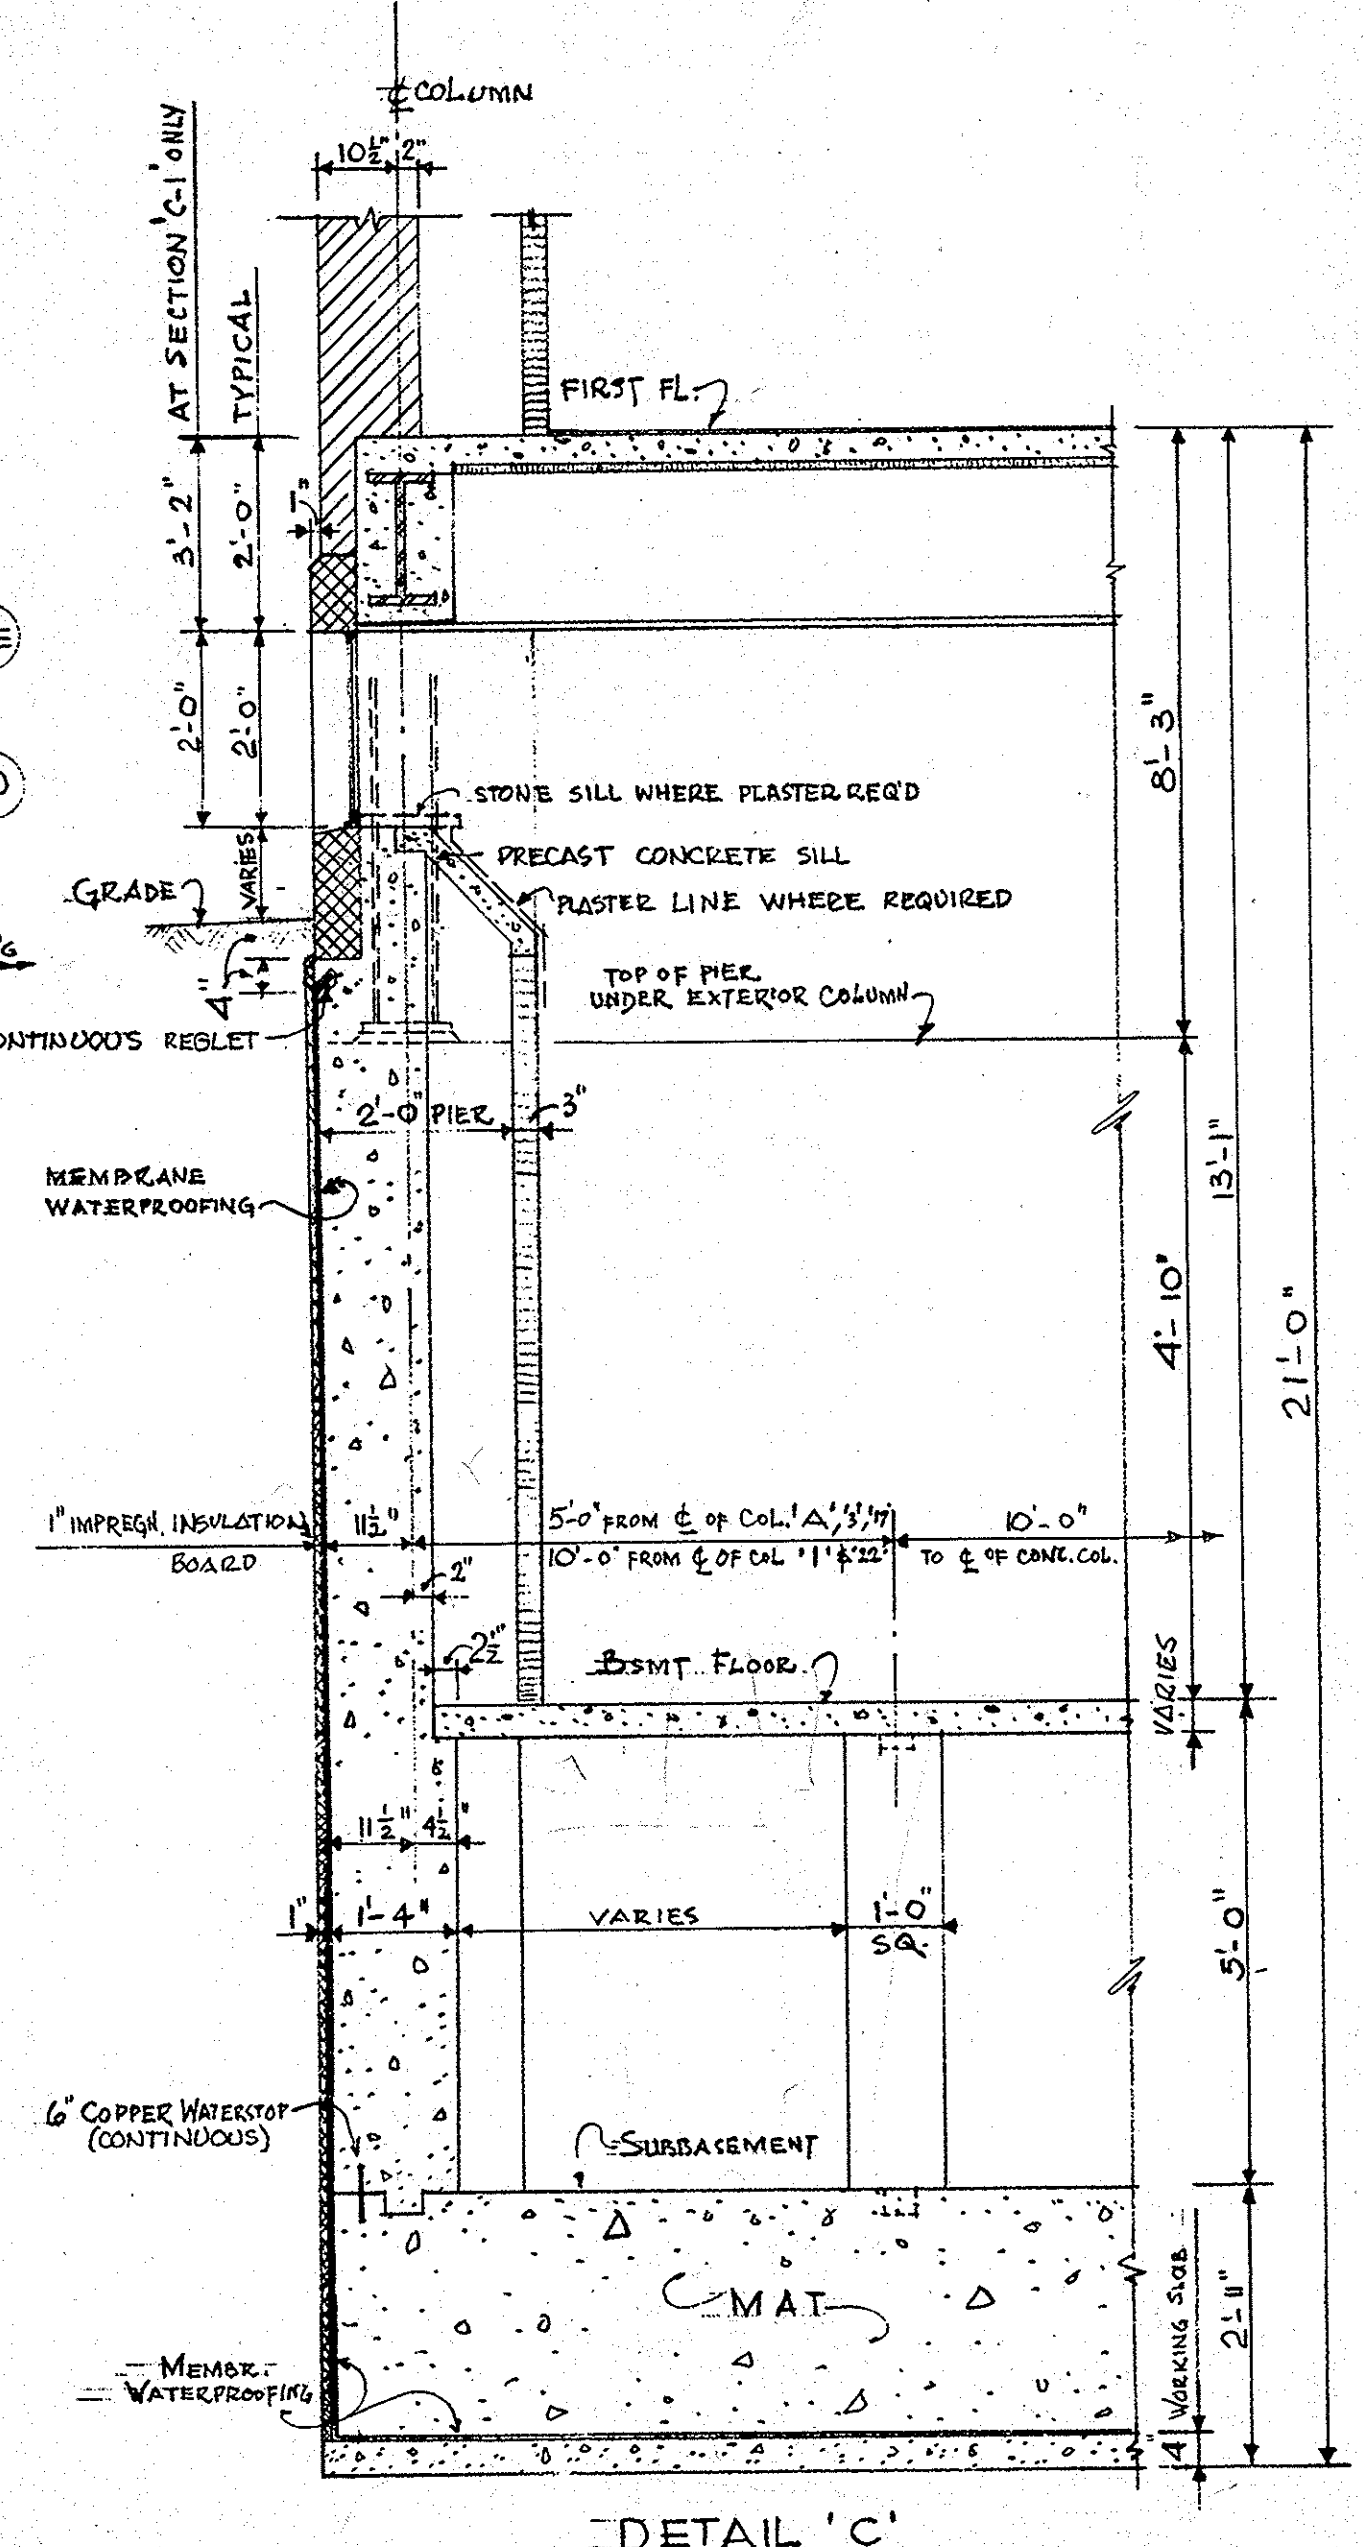 ℄ COLUMN
10½" 2"
AT SECTION 'C-1' ONLY
TYPICAL
FIRST FL.
3'-2"
2'-0"
1"
2'-0"
2'-0"
8'-3"
STONE SILL WHERE PLASTER REQ'D
VARIES
PRECAST CONCRETE SILL
GRADE
PLASTER LINE WHERE REQUIRED
4"
TOP OF PIER
UNDER EXTERIOR COLUMN
CONTINUOUS REGLET
2'-0" PIER
3"
13'-1"
MEMBRANE
WATERPROOFING
4'-10"
21'-0"
1" IMPREGN. INSULATION
BOARD
11½"
5'-0" FROM ℄ OF COL. 'A', '3', '17'
10'-0" FROM ℄ OF COL '1' & '22'
10'-0"
TO ℄ OF CONC. COL.
2"
2½"
BSMT FLOOR
VARIES
11½" 4½"
1"
1'-4"
VARIES
1'-0"
SQ.
5'-0"
6" COPPER WATERSTOP
(CONTINUOUS)
SUBBASEMENT
MAT
4" WORKING SLAB
2'-11"
MEMBR.
WATERPROOFING
DETAIL 'C'